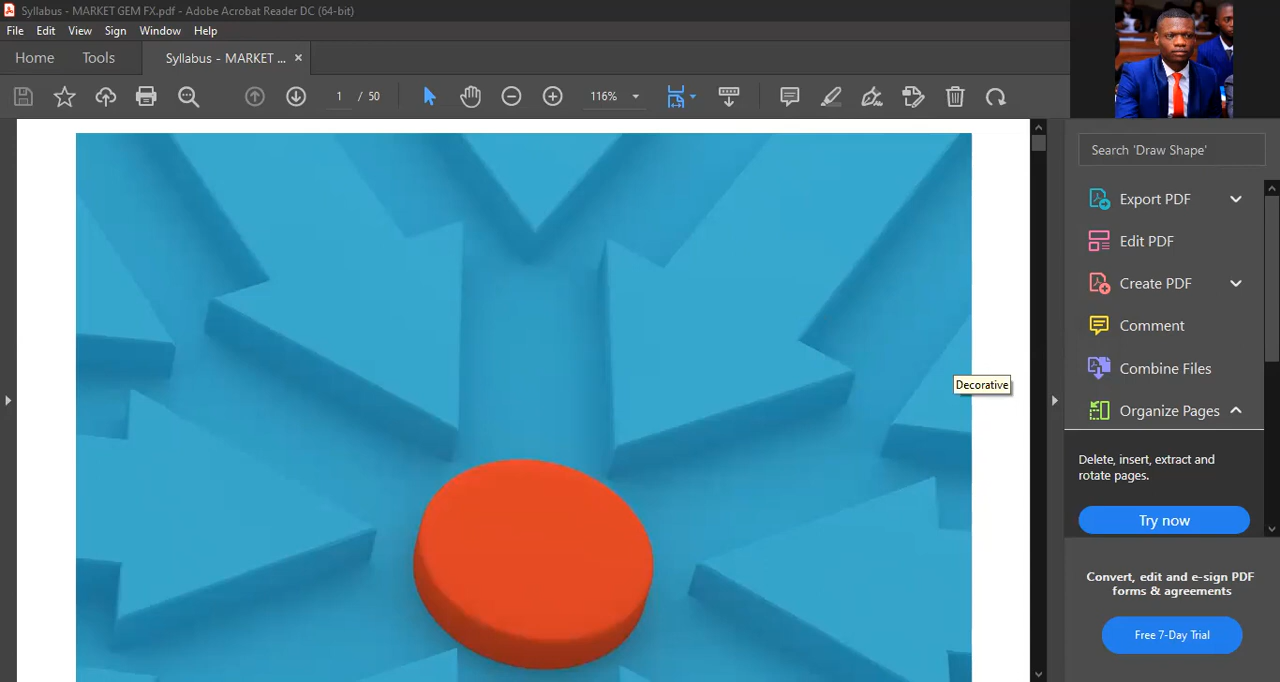 Syllabus - MARKET GEM FX.pdf - Adobe Acrobat Reader DC (64-bit)
File Edit View Sign Window Help
Home Tools Syllabus - MARKET ... ×
1 / 50 116%
Search 'Draw Shape'
Export PDF
Edit PDF
Create PDF
Comment
Combine Files
Decorative
Organize Pages
Delete, insert, extract and
rotate pages.
Try now
Convert, edit and e-sign PDF
forms & agreements
Free 7-Day Trial